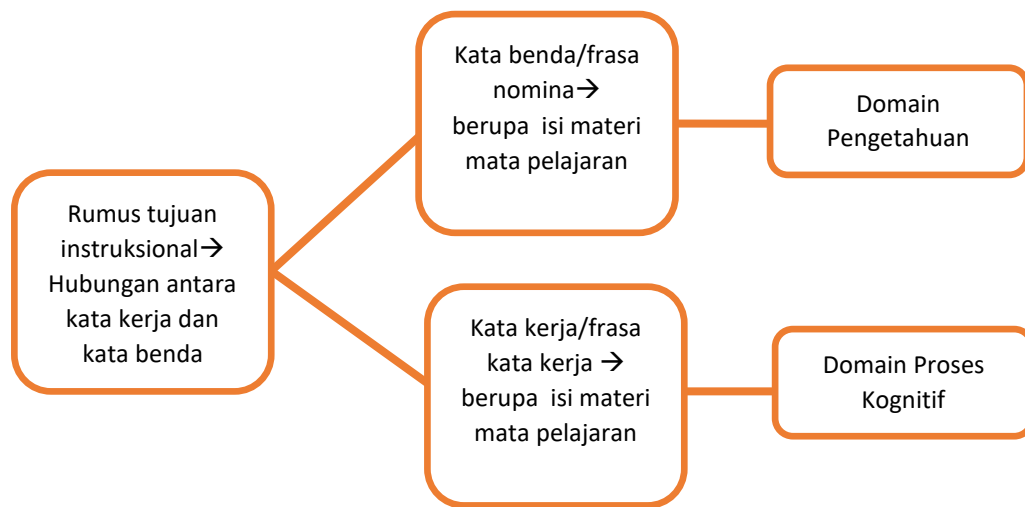 Rumus tujuan
instruksional→
Hubungan antara
kata kerja dan
kata benda
Kata benda/frasa
nomina→
berupa  isi materi
mata pelajaran
Domain
Pengetahuan
Kata kerja/frasa
kata kerja →
berupa  isi materi
mata pelajaran
Domain Proses
Kognitif